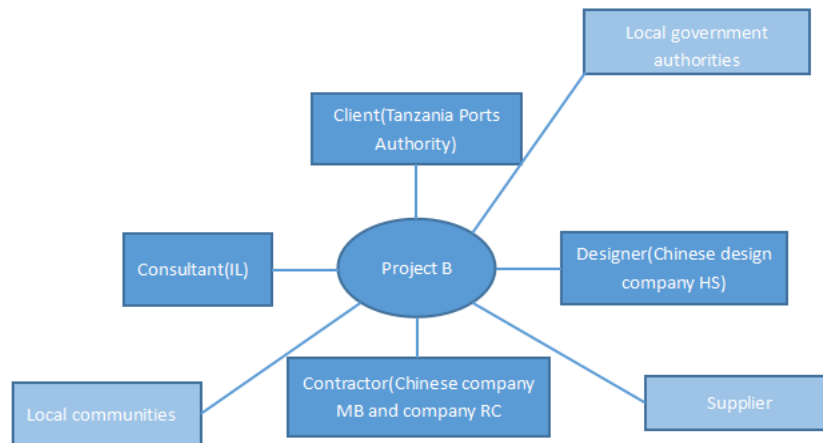 Local government
authorities
Client(Tanzania Ports
Authority)
Consultant(IL)
Project B
Designer(Chinese design
company HS)
Local communities
Contractor(Chinese company
MB and company RC
Supplier